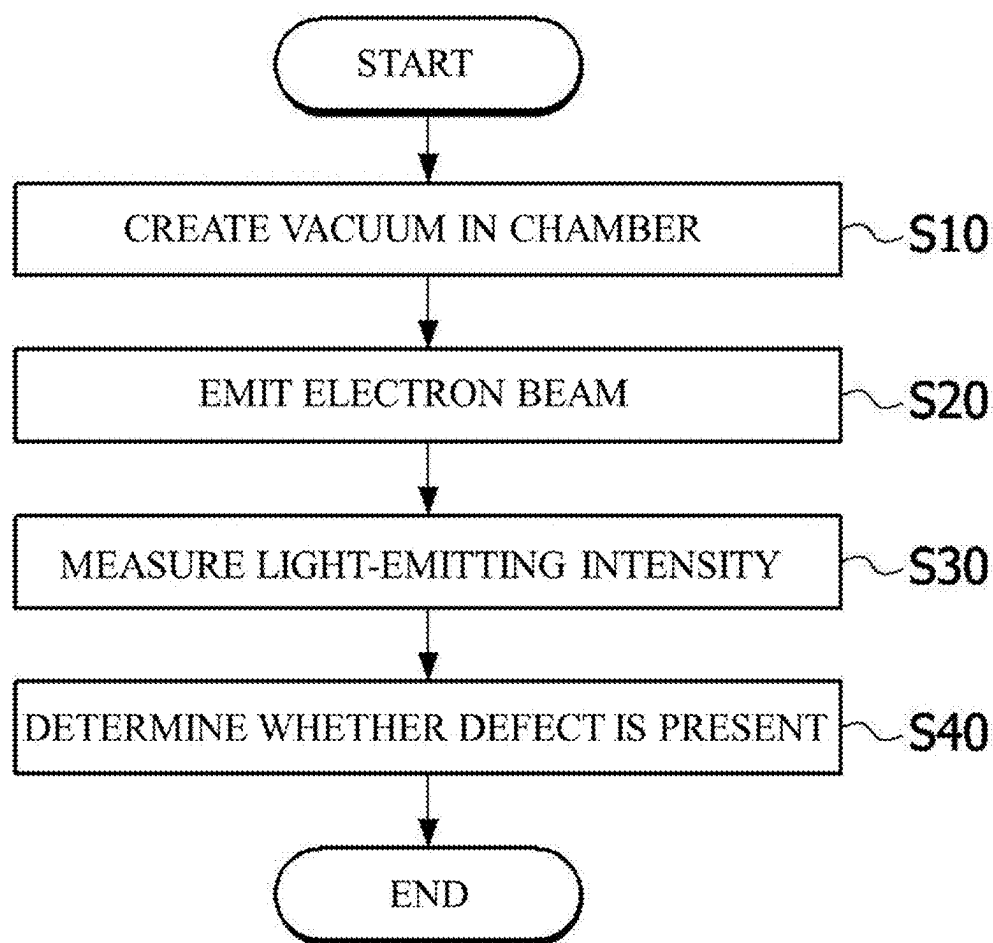 START
CREATE VACUUM IN CHAMBER
S10
EMIT ELECTRON BEAM
S20
MEASURE LIGHT-EMITTING INTENSITY
S30
DETERMINE WHETHER DEFECT IS PRESENT
S40
END